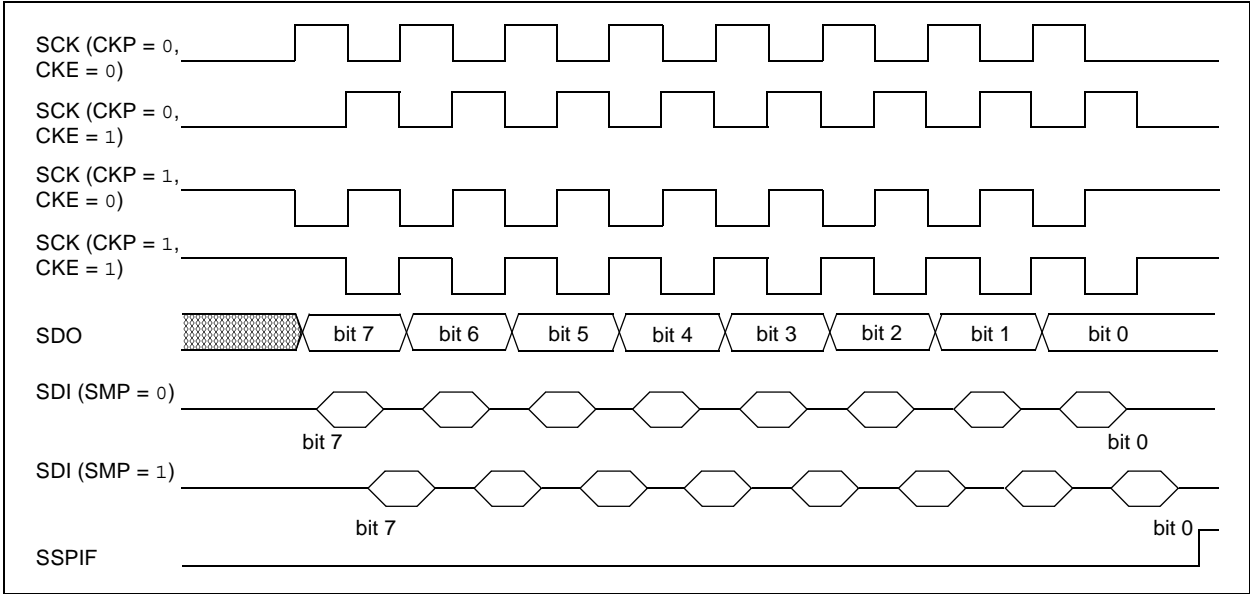 SCK (CKP = 0,
CKE = 0)
SCK (CKP = 0,
CKE = 1)
SCK (CKP = 1,
CKE = 0)
SCK (CKP = 1,
CKE = 1)
SDO bit 7 bit 6 bit 5 bit 4 bit 3 bit 2 bit 1 bit 0
SDI (SMP = 0)
bit 7 bit 0
SDI (SMP = 1)
bit 7 bit 0
SSPIF